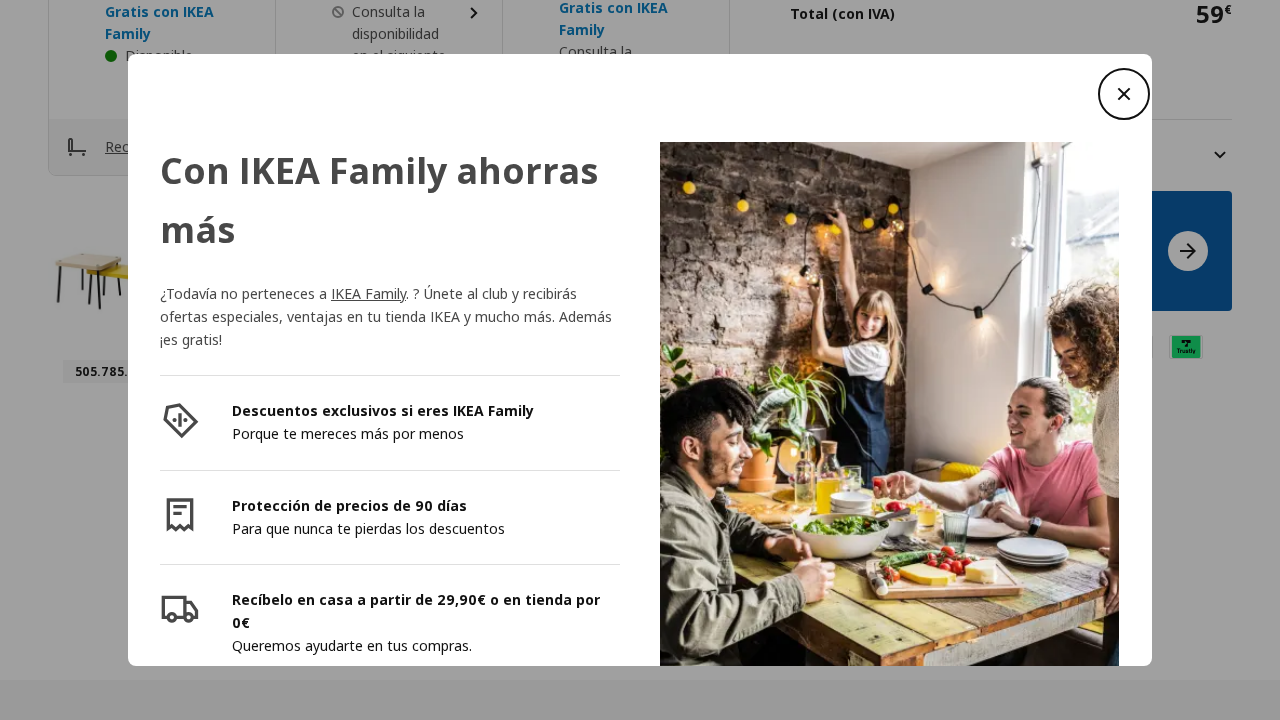 Gratis con IKEA
Family
Disponible
Consulta la
disponibilidad
en el siguiente
Gratis con IKEA
Family
Consulta la
Total (con IVA)
59€
Rec
505.785.
Trustly
Con IKEA Family ahorras
más
¿Todavía no perteneces a IKEA Family. ? Únete al club y recibirás
ofertas especiales, ventajas en tu tienda IKEA y mucho más. Además
¡es gratis!
Descuentos exclusivos si eres IKEA Family
Porque te mereces más por menos
Protección de precios de 90 días
Para que nunca te pierdas los descuentos
Recíbelo en casa a partir de 29,90€ o en tienda por
0€
Queremos ayudarte en tus compras.